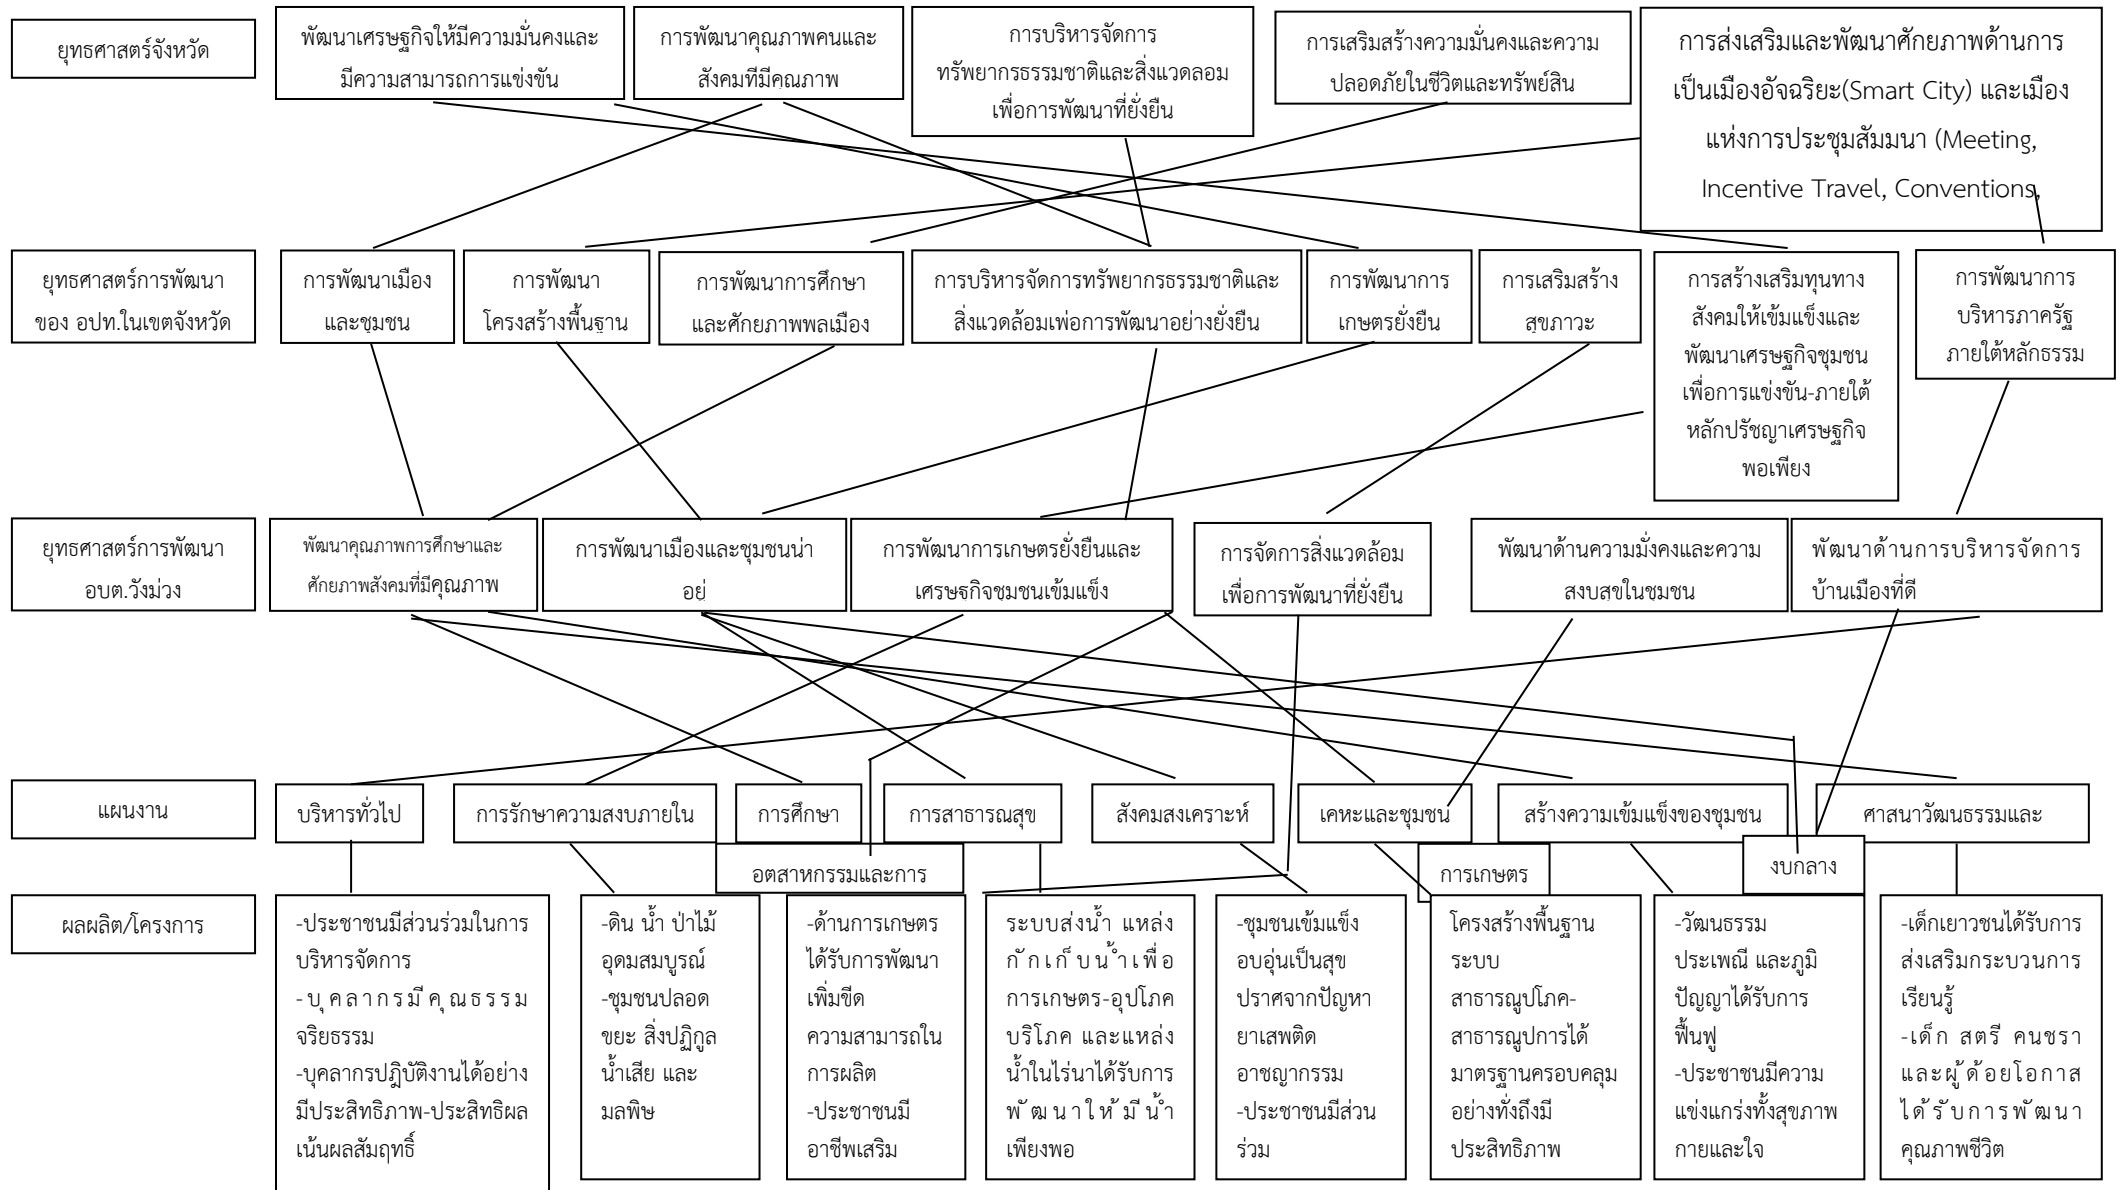 ยุทธศาสตร์จังหวัด
พัฒนาเศรษฐกิจให้มีความมั่นคงและ
มีความสามารถการแข่งขัน
การพัฒนาคุณภาพคนและ
สังคมที่มีคุณภาพ
การบริหารจัดการ
ทรัพยากรธรรมชาติและสิ่งแวดลอม
เพื่อการพัฒนาที่ยั่งยืน
การเสริมสร้างความมั่นคงและความ
ปลอดภัยในชีวิตและทรัพย์สิน
การส่งเสริมและพัฒนาศักยภาพด้านการ
เป็นเมืองอัจฉริยะ(Smart City) และเมือง
แห่งการประชุมสัมมนา (Meeting,
Incentive Travel, Conventions,
ยุทธศาสตร์การพัฒนา
ของ อปท.ในเขตจังหวัด
การพัฒนาเมือง
และชุมชน
การพัฒนา
โครงสร้างพื้นฐาน
การพัฒนาการศึกษา
และศักยภาพพลเมือง
การบริหารจัดการทรัพยากรธรรมชาติและ
สิ่งแวดล้อมเพ่อการพัฒนาอย่างยั่งยืน
การพัฒนาการ
เกษตรยั่งยืน
การเสริมสร้าง
สุขภาวะ
การสร้างเสริมทุนทาง
สังคมให้เข้มแข็งและ
พัฒนาเศรษฐกิจชุมชน
เพื่อการแข่งขัน-ภายใต้
หลักปรัชญาเศรษฐกิจ
พอเพียง
การพัฒนาการ
บริหารภาครัฐ
ภายใต้หลักธรรม
ยุทธศาสตร์การพัฒนา
อบต.วังม่วง
พัฒนาคุณภาพการศึกษาและ
ศักยภาพสังคมที่มีคุณภาพ
การพัฒนาเมืองและชุมชนน่า
อยู่
การพัฒนาการเกษตรยั่งยืนและ
เศรษฐกิจชุมชนเข้มแข็ง
การจัดการสิ่งแวดล้อม
เพื่อการพัฒนาที่ยั่งยืน
พัฒนาด้านความมั่งคงและความ
สงบสุขในชุมชน
พัฒนาด้านการบริหารจัดการ
บ้านเมืองที่ดี
แผนงาน
บริหารทั่วไป
การรักษาความสงบภายใน
การศึกษา
การสาธารณสุข
สังคมสงเคราะห์
เคหะและชุมชน
สร้างความเข้มแข็งของชุมชน
ศาสนาวัฒนธรรมและ
อตสาหกรรมและการ
การเกษตร
งบกลาง
ผลผลิต/โครงการ
-ประชาชนมีส่วนร่วมในการ
บริหารจัดการ
-บุคลากรมีคุณธรรม
จริยธรรม
-บุคลากรปฎิบัติงานได้อย่าง
มีประสิทธิภาพ-ประสิทธิผล
เน้นผลสัมฤทธิ์
-ดิน น้ำ ป่าไม้
อุดมสมบูรณ์
-ชุมชนปลอด
ขยะ สิ่งปฏิกูล
น้ำเสีย และ
มลพิษ
-ด้านการเกษตร
ได้รับการพัฒนา
เพิ่มขีด
ความสามารถใน
การผลิต
-ประชาชนมี
อาชีพเสริม
ระบบส่งน้ำ แหล่ง
กักเก็บน้ำเพื่อ
การเกษตร-อุปโภค
บริโภค และแหล่ง
น้ำในไร่นาได้รับการ
พัฒนาให้มีน้ำ
เพียงพอ
-ชุมชนเข้มแข็ง
อบอุ่นเป็นสุข
ปราศจากปัญหา
ยาเสพติด
อาชญากรรม
-ประชาชนมีส่วน
ร่วม
โครงสร้างพื้นฐาน
ระบบ
สาธารณูปโภค-
สาธารณูปการได้
มาตรฐานครอบคลุม
อย่างทั่งถึงมี
ประสิทธิภาพ
-วัฒนธรรม
ประเพณี และภูมิ
ปัญญาได้รับการ
ฟื้นฟู
-ประชาชนมีความ
แข่งแกร่งทั้งสุขภาพ
กายและใจ
-เด็กเยาวชนได้รับการ
ส่งเสริมกระบวนการ
เรียนรู้
-เด็ก สตรี คนชรา
และผู้ด้อยโอกาส
ได้รับการพัฒนา
คุณภาพชีวิต